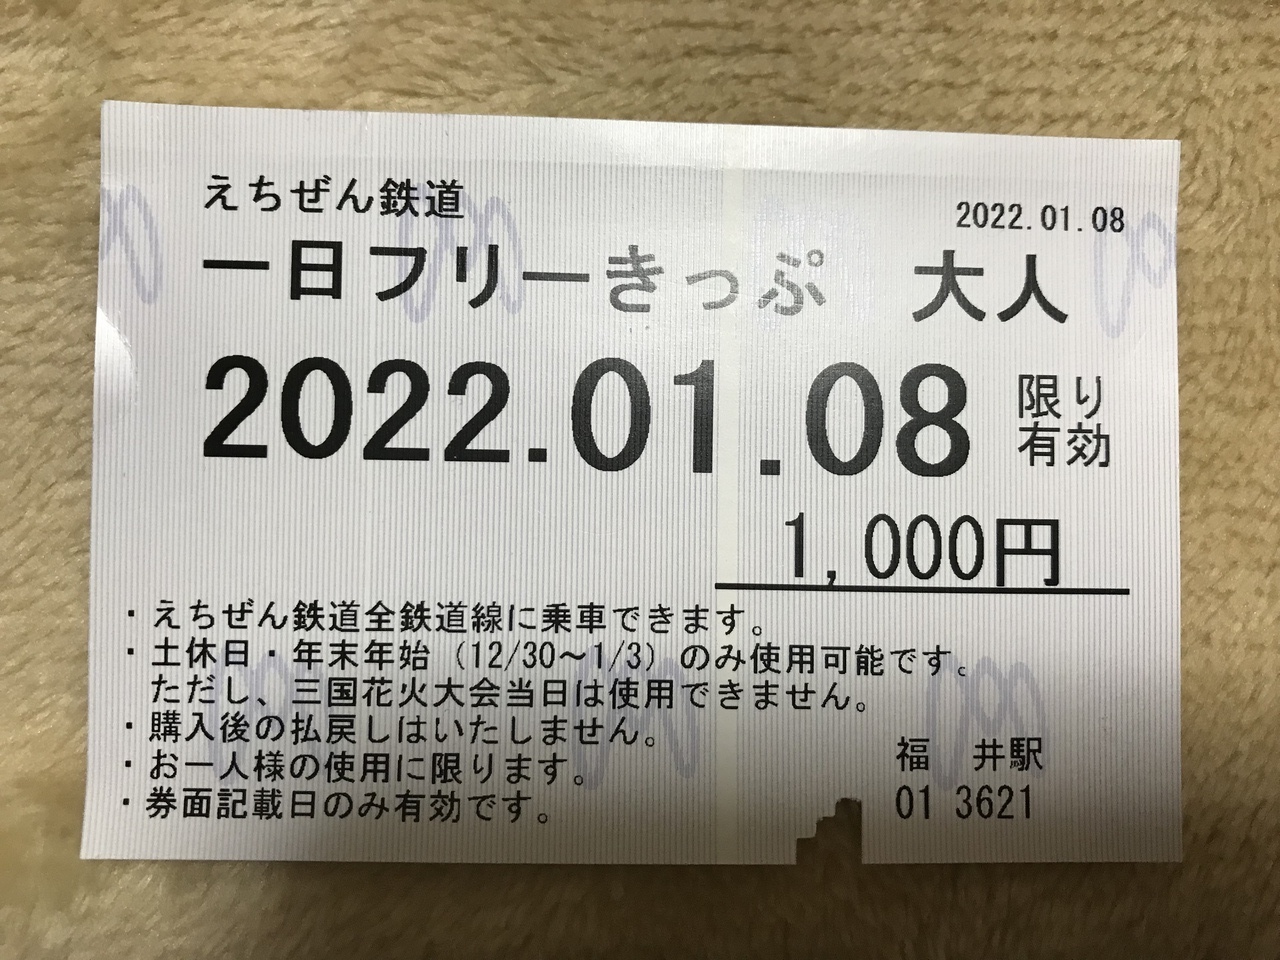 えちぜん鉄道
2022.01.08
一日フリーきっぷ 大人
2022.01.08 限り
有効
1,000円
・えちぜん鉄道全鉄道線に乗車できます。
・土休日・年末年始（12/30～1/3）のみ使用可能です。
ただし、三国花火大会当日は使用できません。
・購入後の払戻しはいたしません。
・お一人様の使用に限ります。
・券面記載日のみ有効です。
福 井駅
01 3621